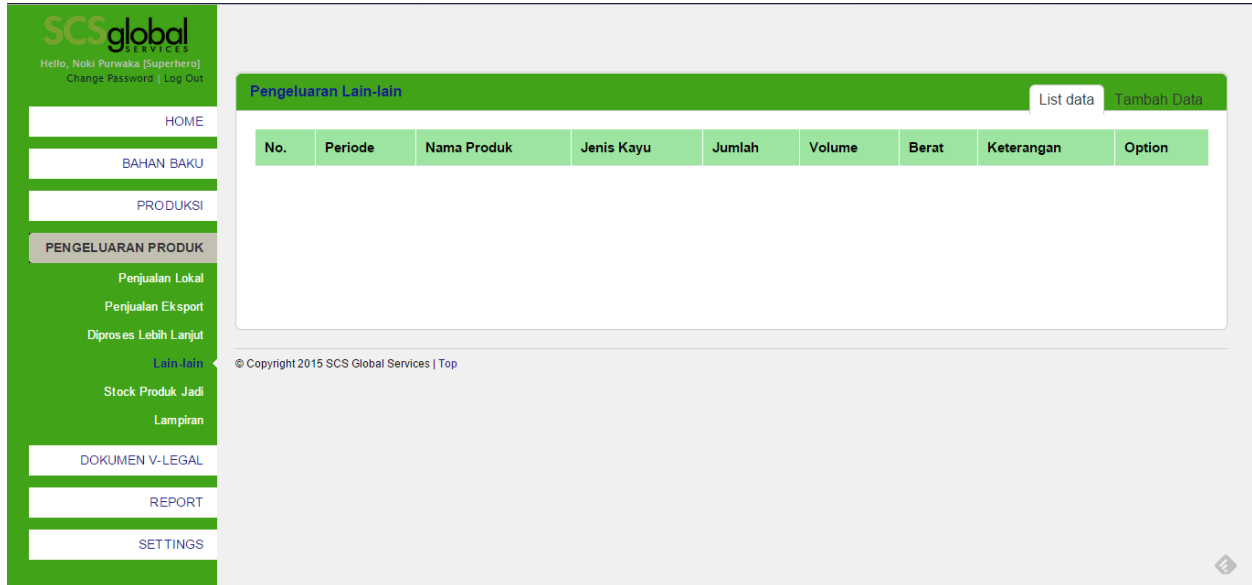 SCSglobal
SERVICES
Hello, Noki Purwaka [Superhero]
Change Password | Log Out
HOME
BAHAN BAKU
PRODUKSI
PENGELUARAN PRODUK
Penjualan Lokal
Penjualan Eksport
Diproses Lebih Lanjut
Lain-lain
Stock Produk Jadi
Lampiran
DOKUMEN V-LEGAL
REPORT
SETTINGS
Pengeluaran Lain-lain
List data Tambah Data
No. Periode Nama Produk Jenis Kayu Jumlah Volume Berat Keterangan Option
© Copyright 2015 SCS Global Services | Top